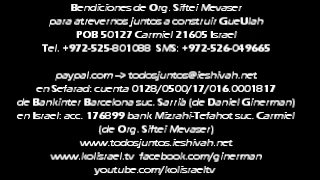 Bendiciones de Org. Siftei Mevaser
para atrevernos juntos a construir GueUlah
POB 50127 Carmiel 21605 Israel
Tel. +972-525-801088 SMS: +972-526-049665
paypal.com --> todosjuntos@ieshivah.net
en Sefarad: cuenta 0128/0500/17/016.0001817
de Bankinter Barcelona suc. Sarrià (de Daniel Ginerman)
en Israel: acc. 176899 bank Mizrahi-Tefahot suc. Carmiel
(de Org. Siftei Mevaser)
www.todosjuntos.ieshivah.net
www.kolisrael.tv facebook.com/ginerman
youtube.com/kolisraeltv